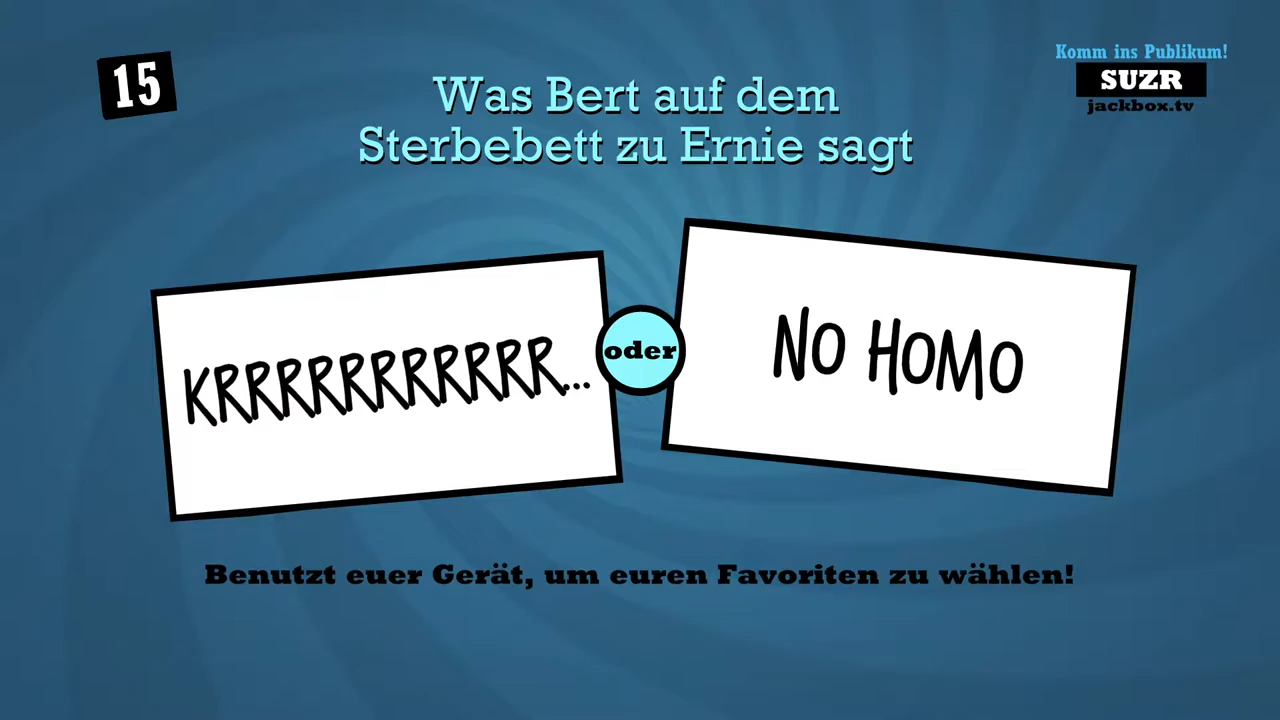 15
Komm ins Publikum!
SUZR
jackbox.tv
Was Bert auf dem
Sterbebett zu Ernie sagt
KRRRRRRRRRRR...
oder
NO HOMO
Benutzt euer Gerät, um euren Favoriten zu wählen!